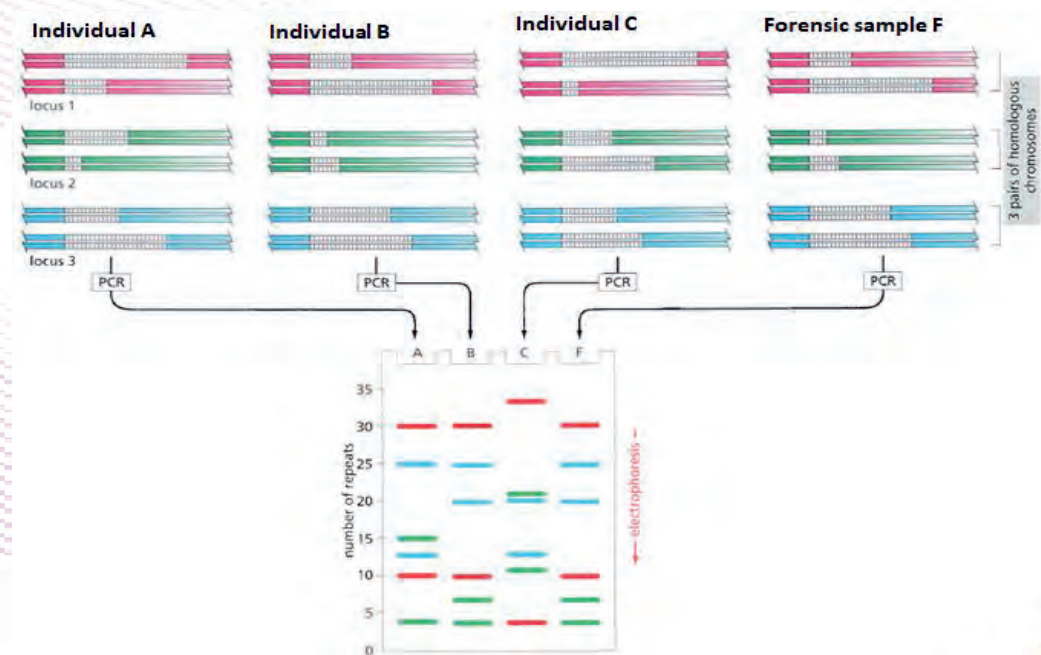 Individual A
Individual B
Individual C
Forensic sample F
locus 1
locus 2
locus 3
3 pairs of homologous
chromosomes
PCR
PCR
PCR
PCR
A B C F
number of repeats
35
30
25
20
15
10
5
0
electrophoresis